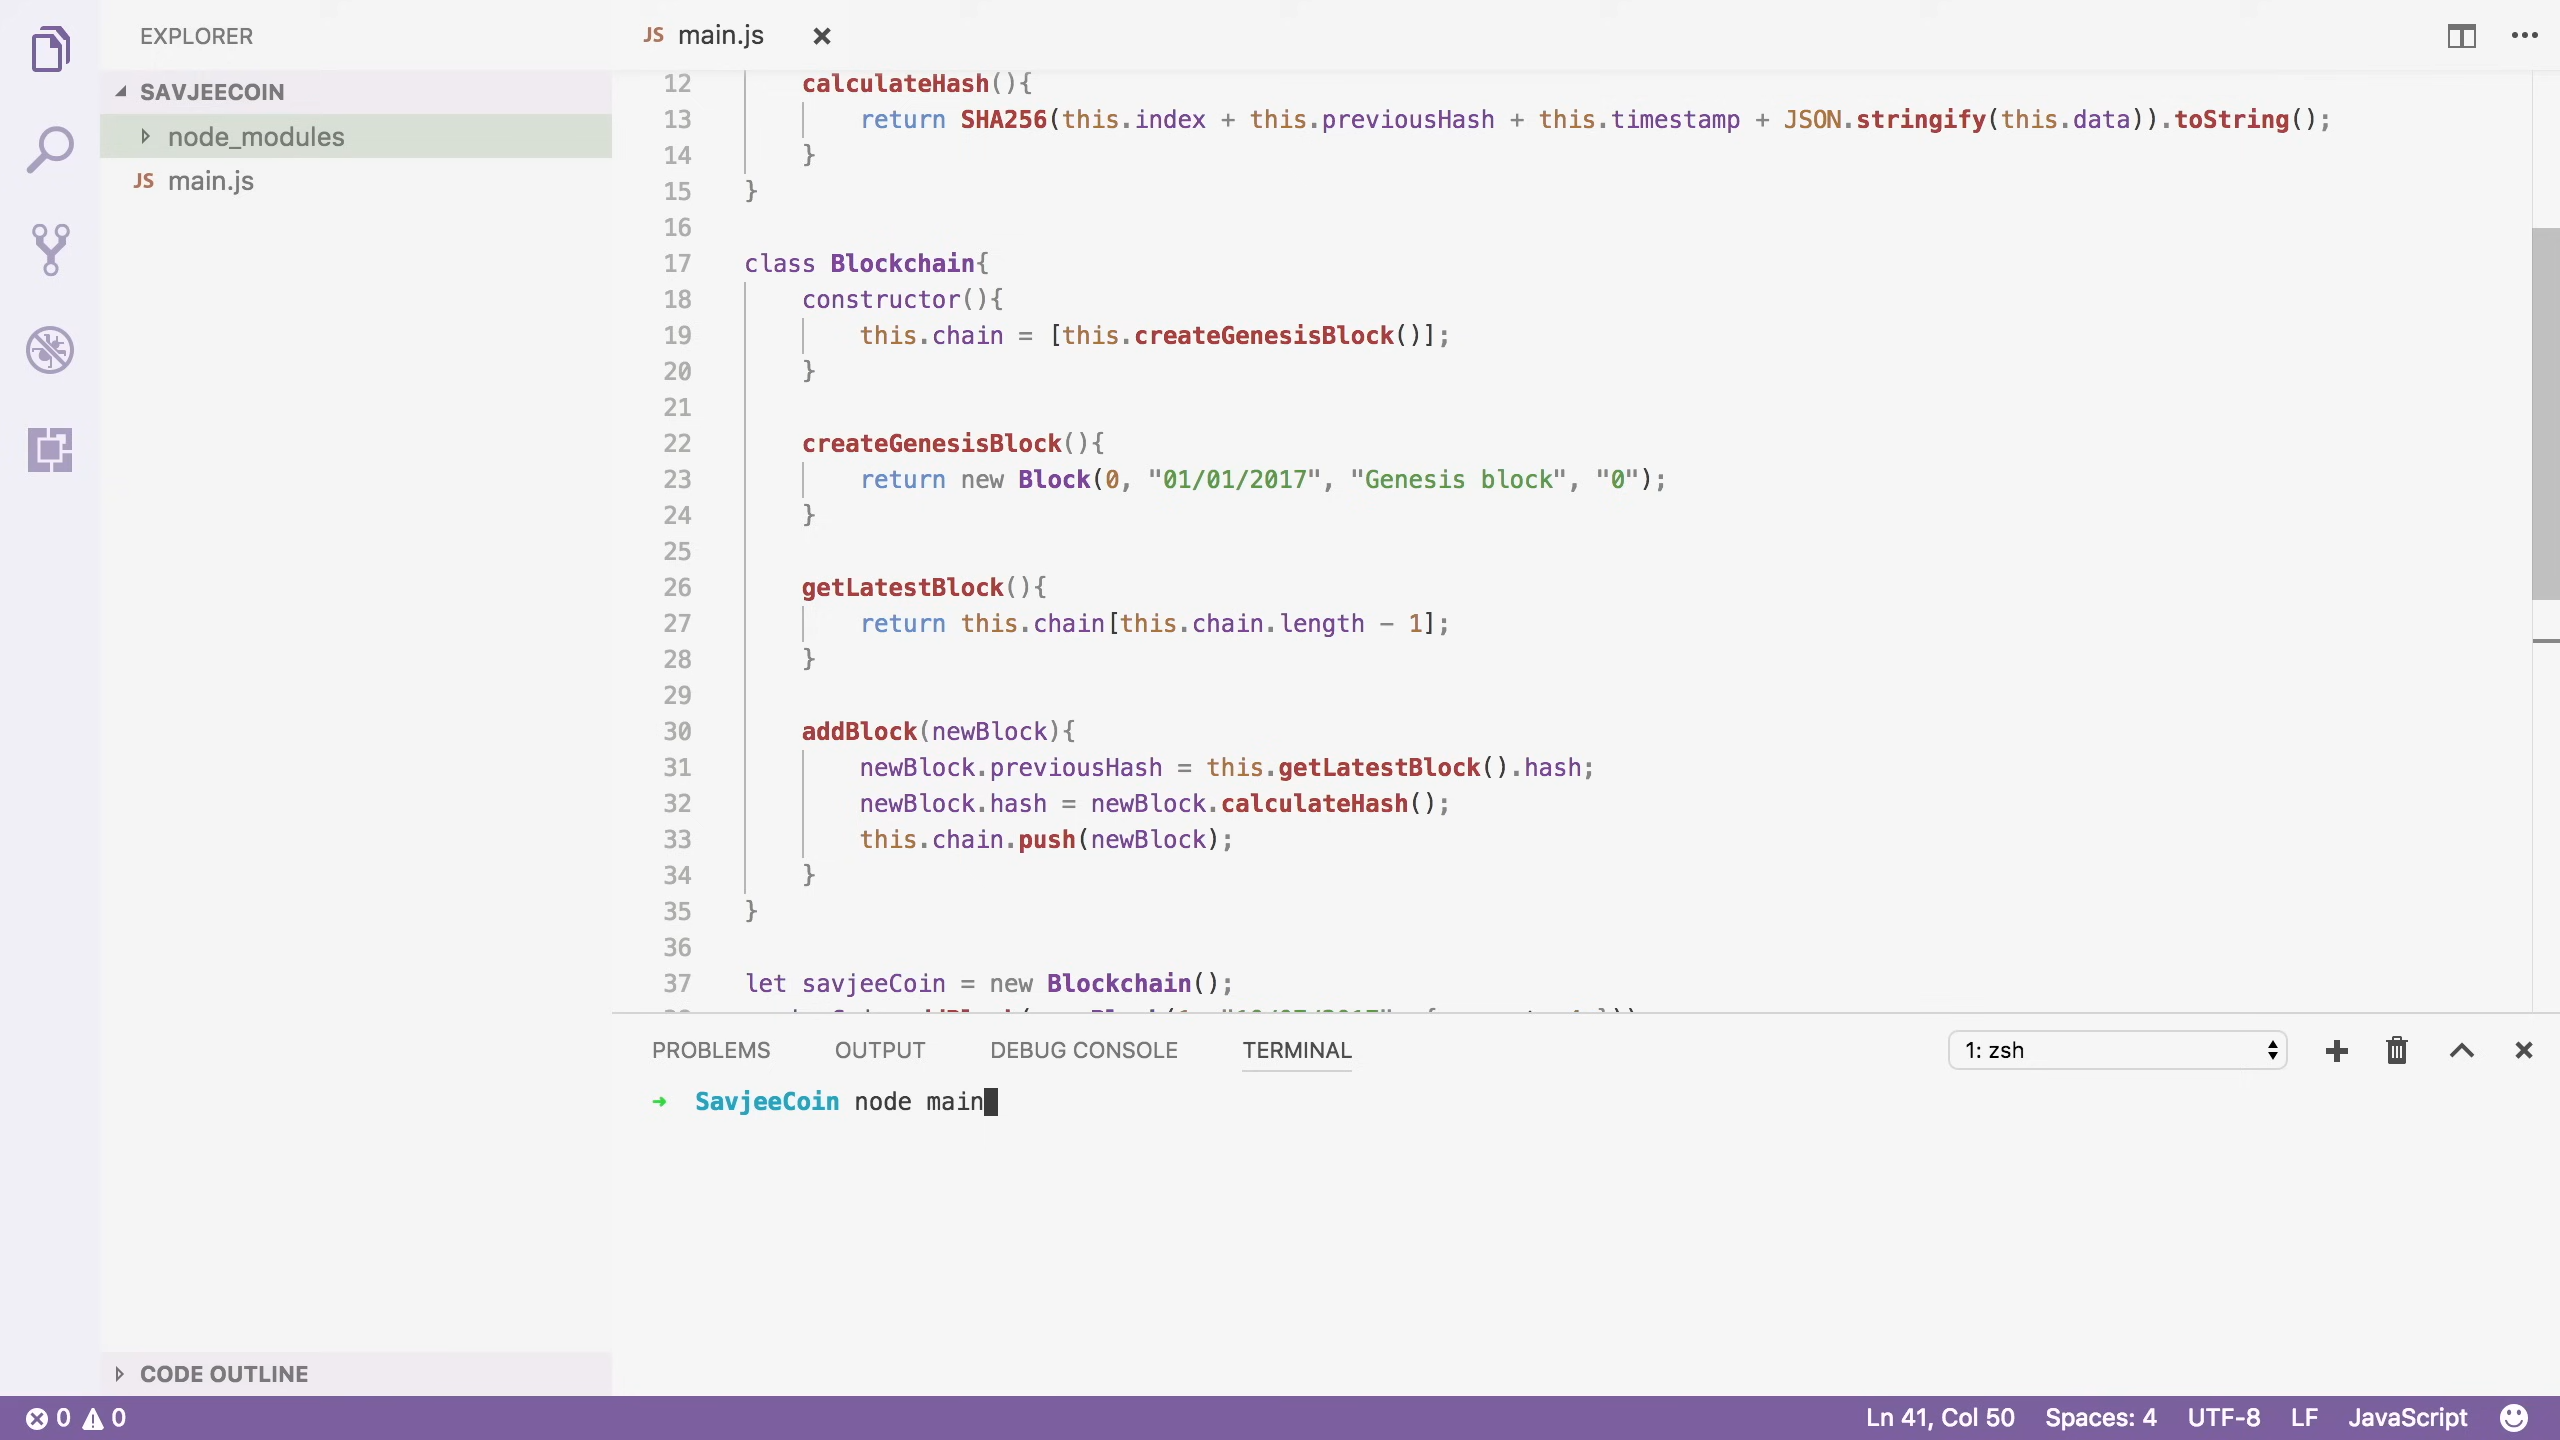 EXPLORER
SAVJEECOIN
node_modules
JS main.js
CODE OUTLINE
JS main.js
12 calculateHash(){
13 return SHA256(this.index + this.previousHash + this.timestamp + JSON.stringify(this.data)).toString();
14 }
15 }
16
17 class Blockchain{
18 constructor(){
19 this.chain = [this.createGenesisBlock()];
20 }
21
22 createGenesisBlock(){
23 return new Block(0, "01/01/2017", "Genesis block", "0");
24 }
25
26 getLatestBlock(){
27 return this.chain[this.chain.length - 1];
28 }
29
30 addBlock(newBlock){
31 newBlock.previousHash = this.getLatestBlock().hash;
32 newBlock.hash = newBlock.calculateHash();
33 this.chain.push(newBlock);
34 }
35 }
36
37 let savjeeCoin = new Blockchain();
PROBLEMS OUTPUT DEBUG CONSOLE TERMINAL 1: zsh
➜ SavjeeCoin node main
0 0 Ln 41, Col 50 Spaces: 4 UTF-8 LF JavaScript